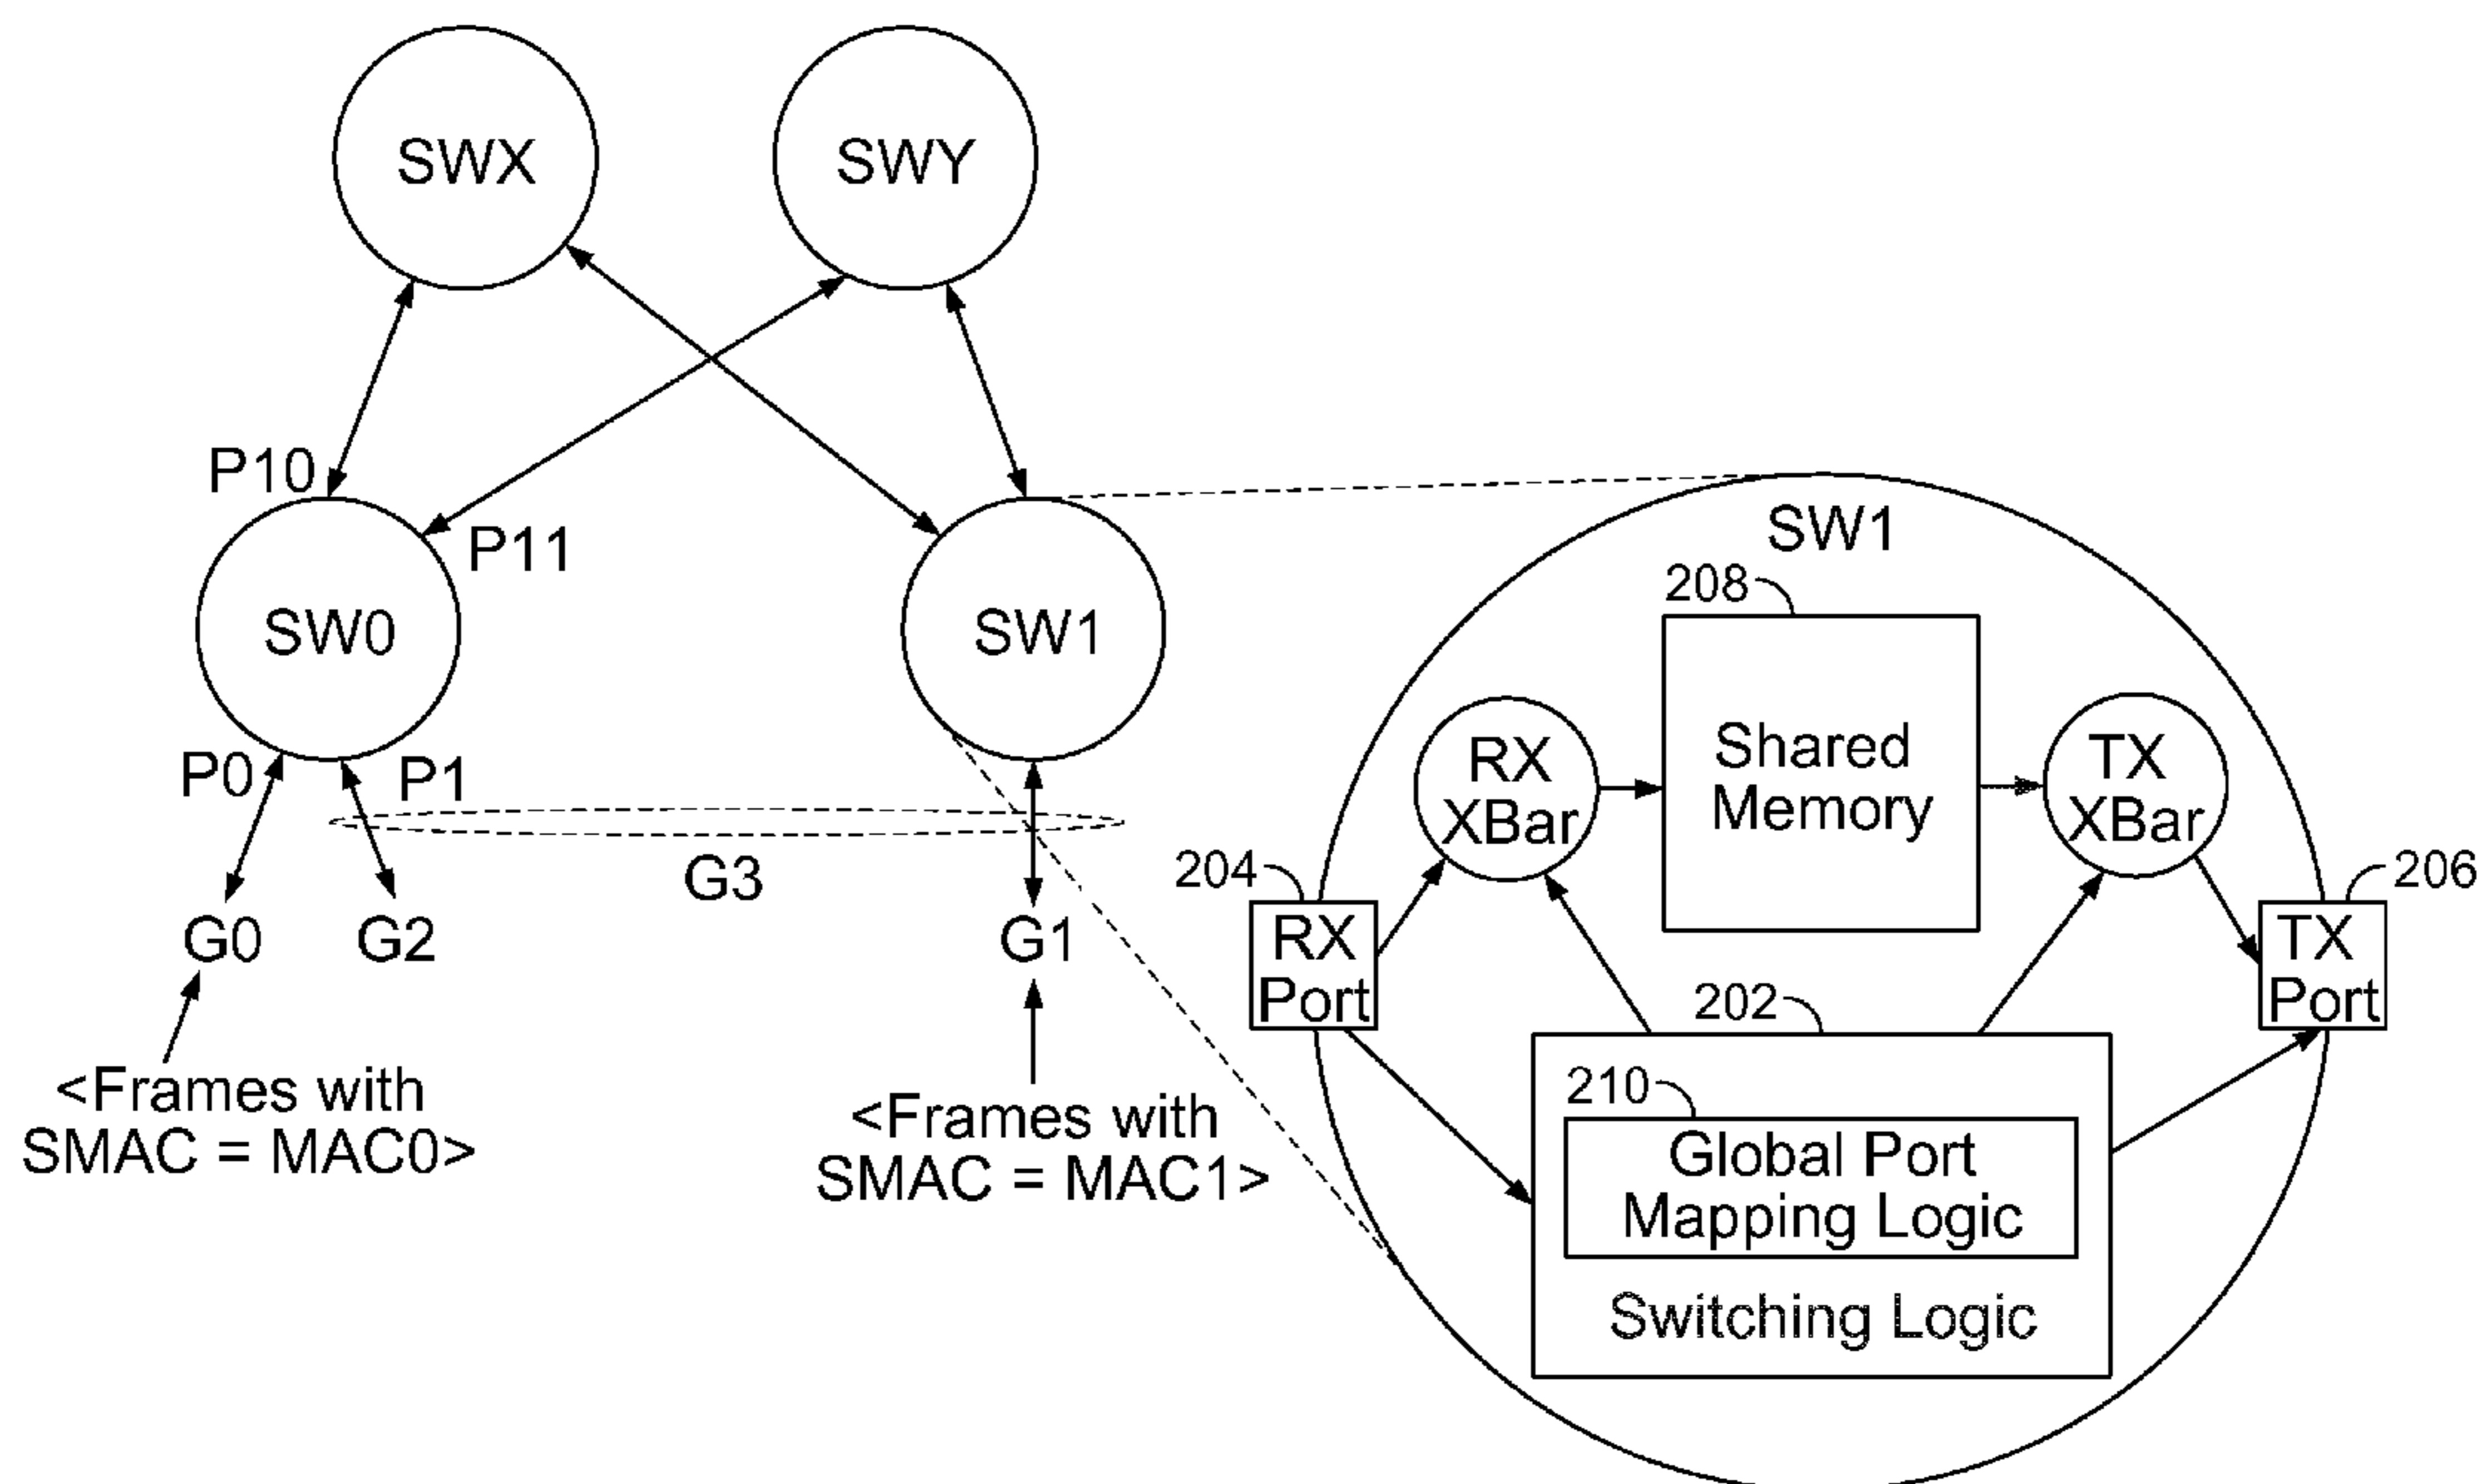 SWX
SWY
P10
P11
SW1
208
SW0
SW1
Shared
Memory
RX
XBar
TX
XBar
P0
P1
G3
204
206
G0
G2
G1
RX
Port
TX
Port
202
210
<Frames with
SMAC = MAC0>
<Frames with
SMAC = MAC1>
Global Port
Mapping Logic
Switching Logic